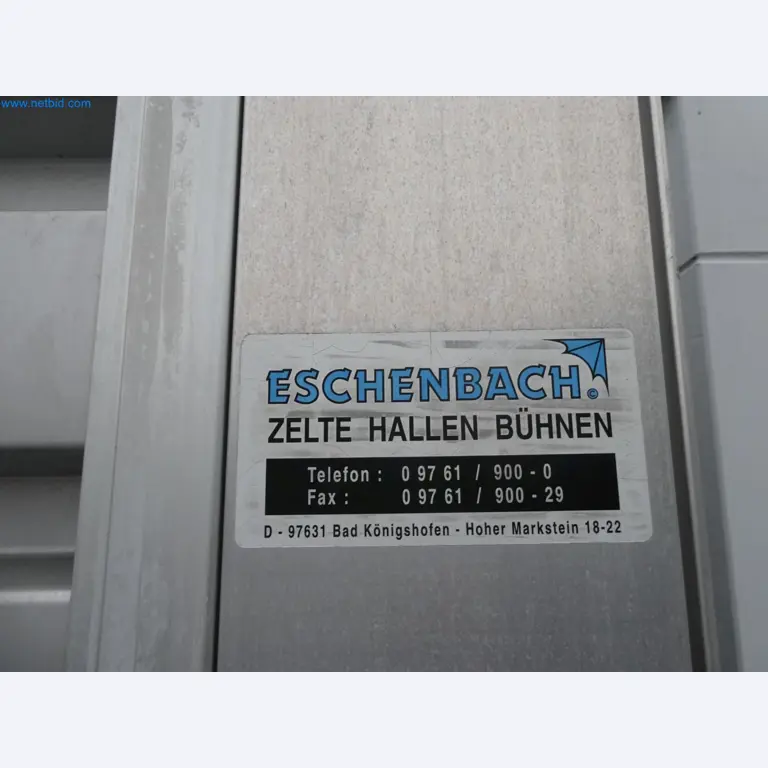 www.netbid.com
ESCHENBACH ©
ZELTE HALLEN BÜHNEN
Telefon : 0 97 61 / 900 - 0
Fax : 0 97 61 / 900 - 29
D - 97631 Bad Königshofen - Hoher Markstein 18-22